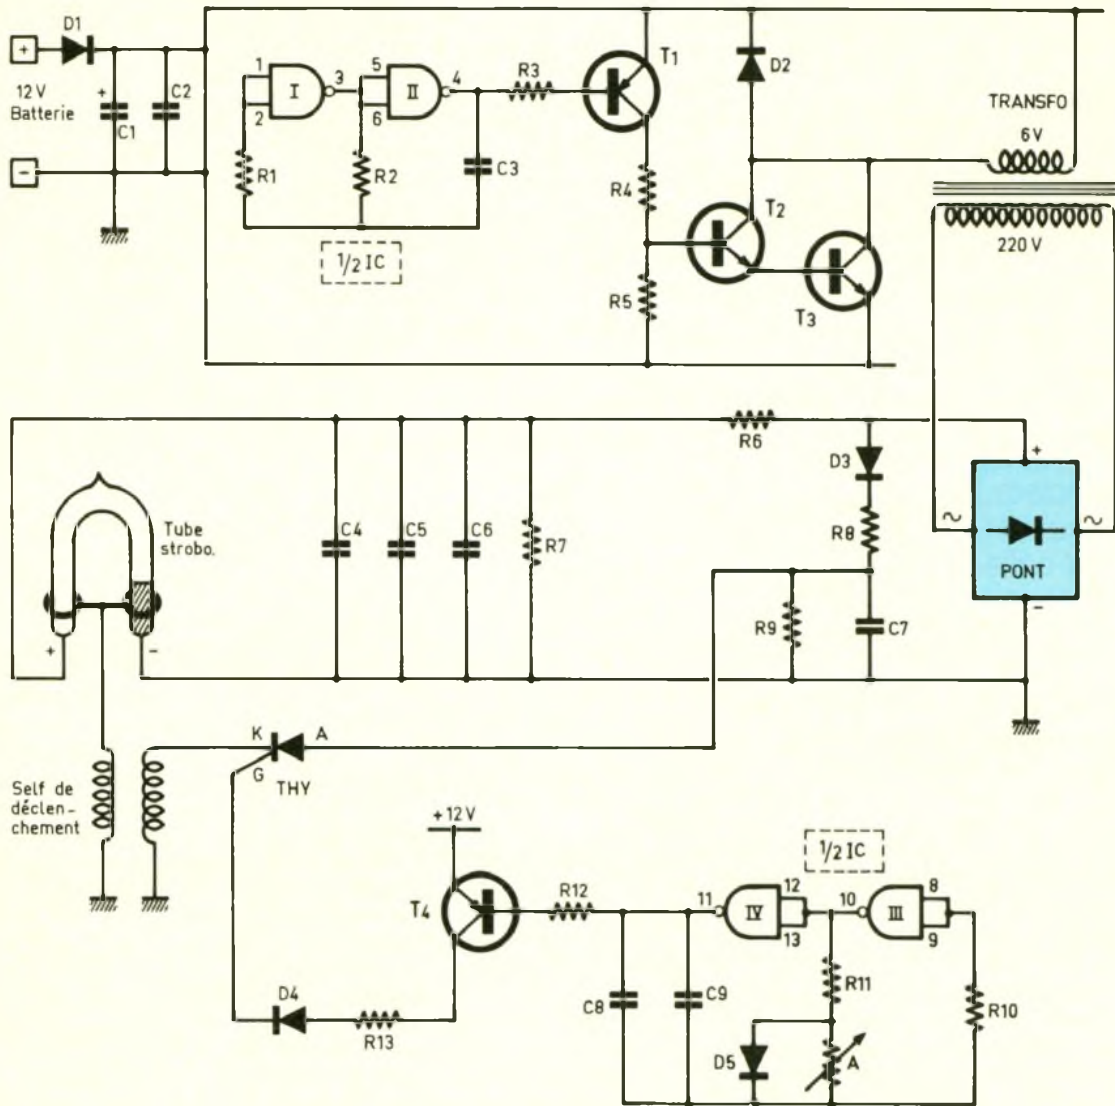 D1
+
12 V
Batterie
-
+
C1
C2
1
2
I
3
R1
5
6
II
4
R2
C3
1/2 IC
R3
T1
R4
R5
D2
T2
T3
TRANSFO
6 V
220 V
Tube
strobo.
+
-
C4
C5
C6
R7
R6
D3
R8
R9
C7
+
~
~
PONT
-
Self de
déclen-
chement
K
A
G
THY
+12 V
T4
R12
D4
R13
C8
C9
1/2 IC
11
IV
12
13
10
III
8
9
R11
R10
D5
A